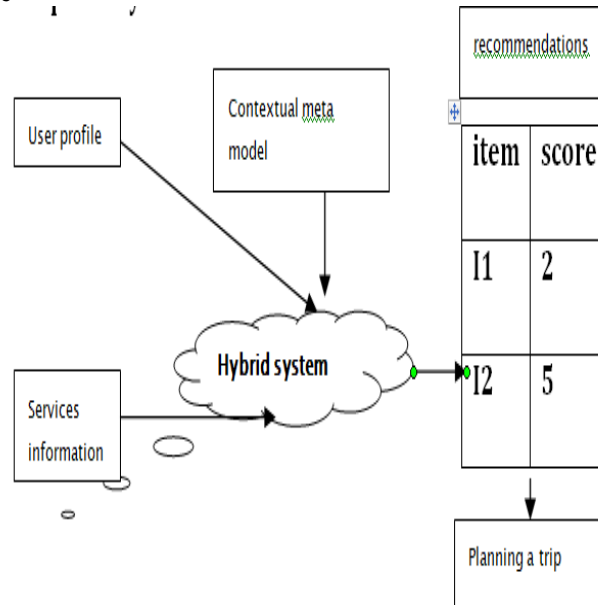 recommendations
Contextual meta
model
User profile
item score
I1 2
Hybrid system
I2 5
Services
information
Planning a trip